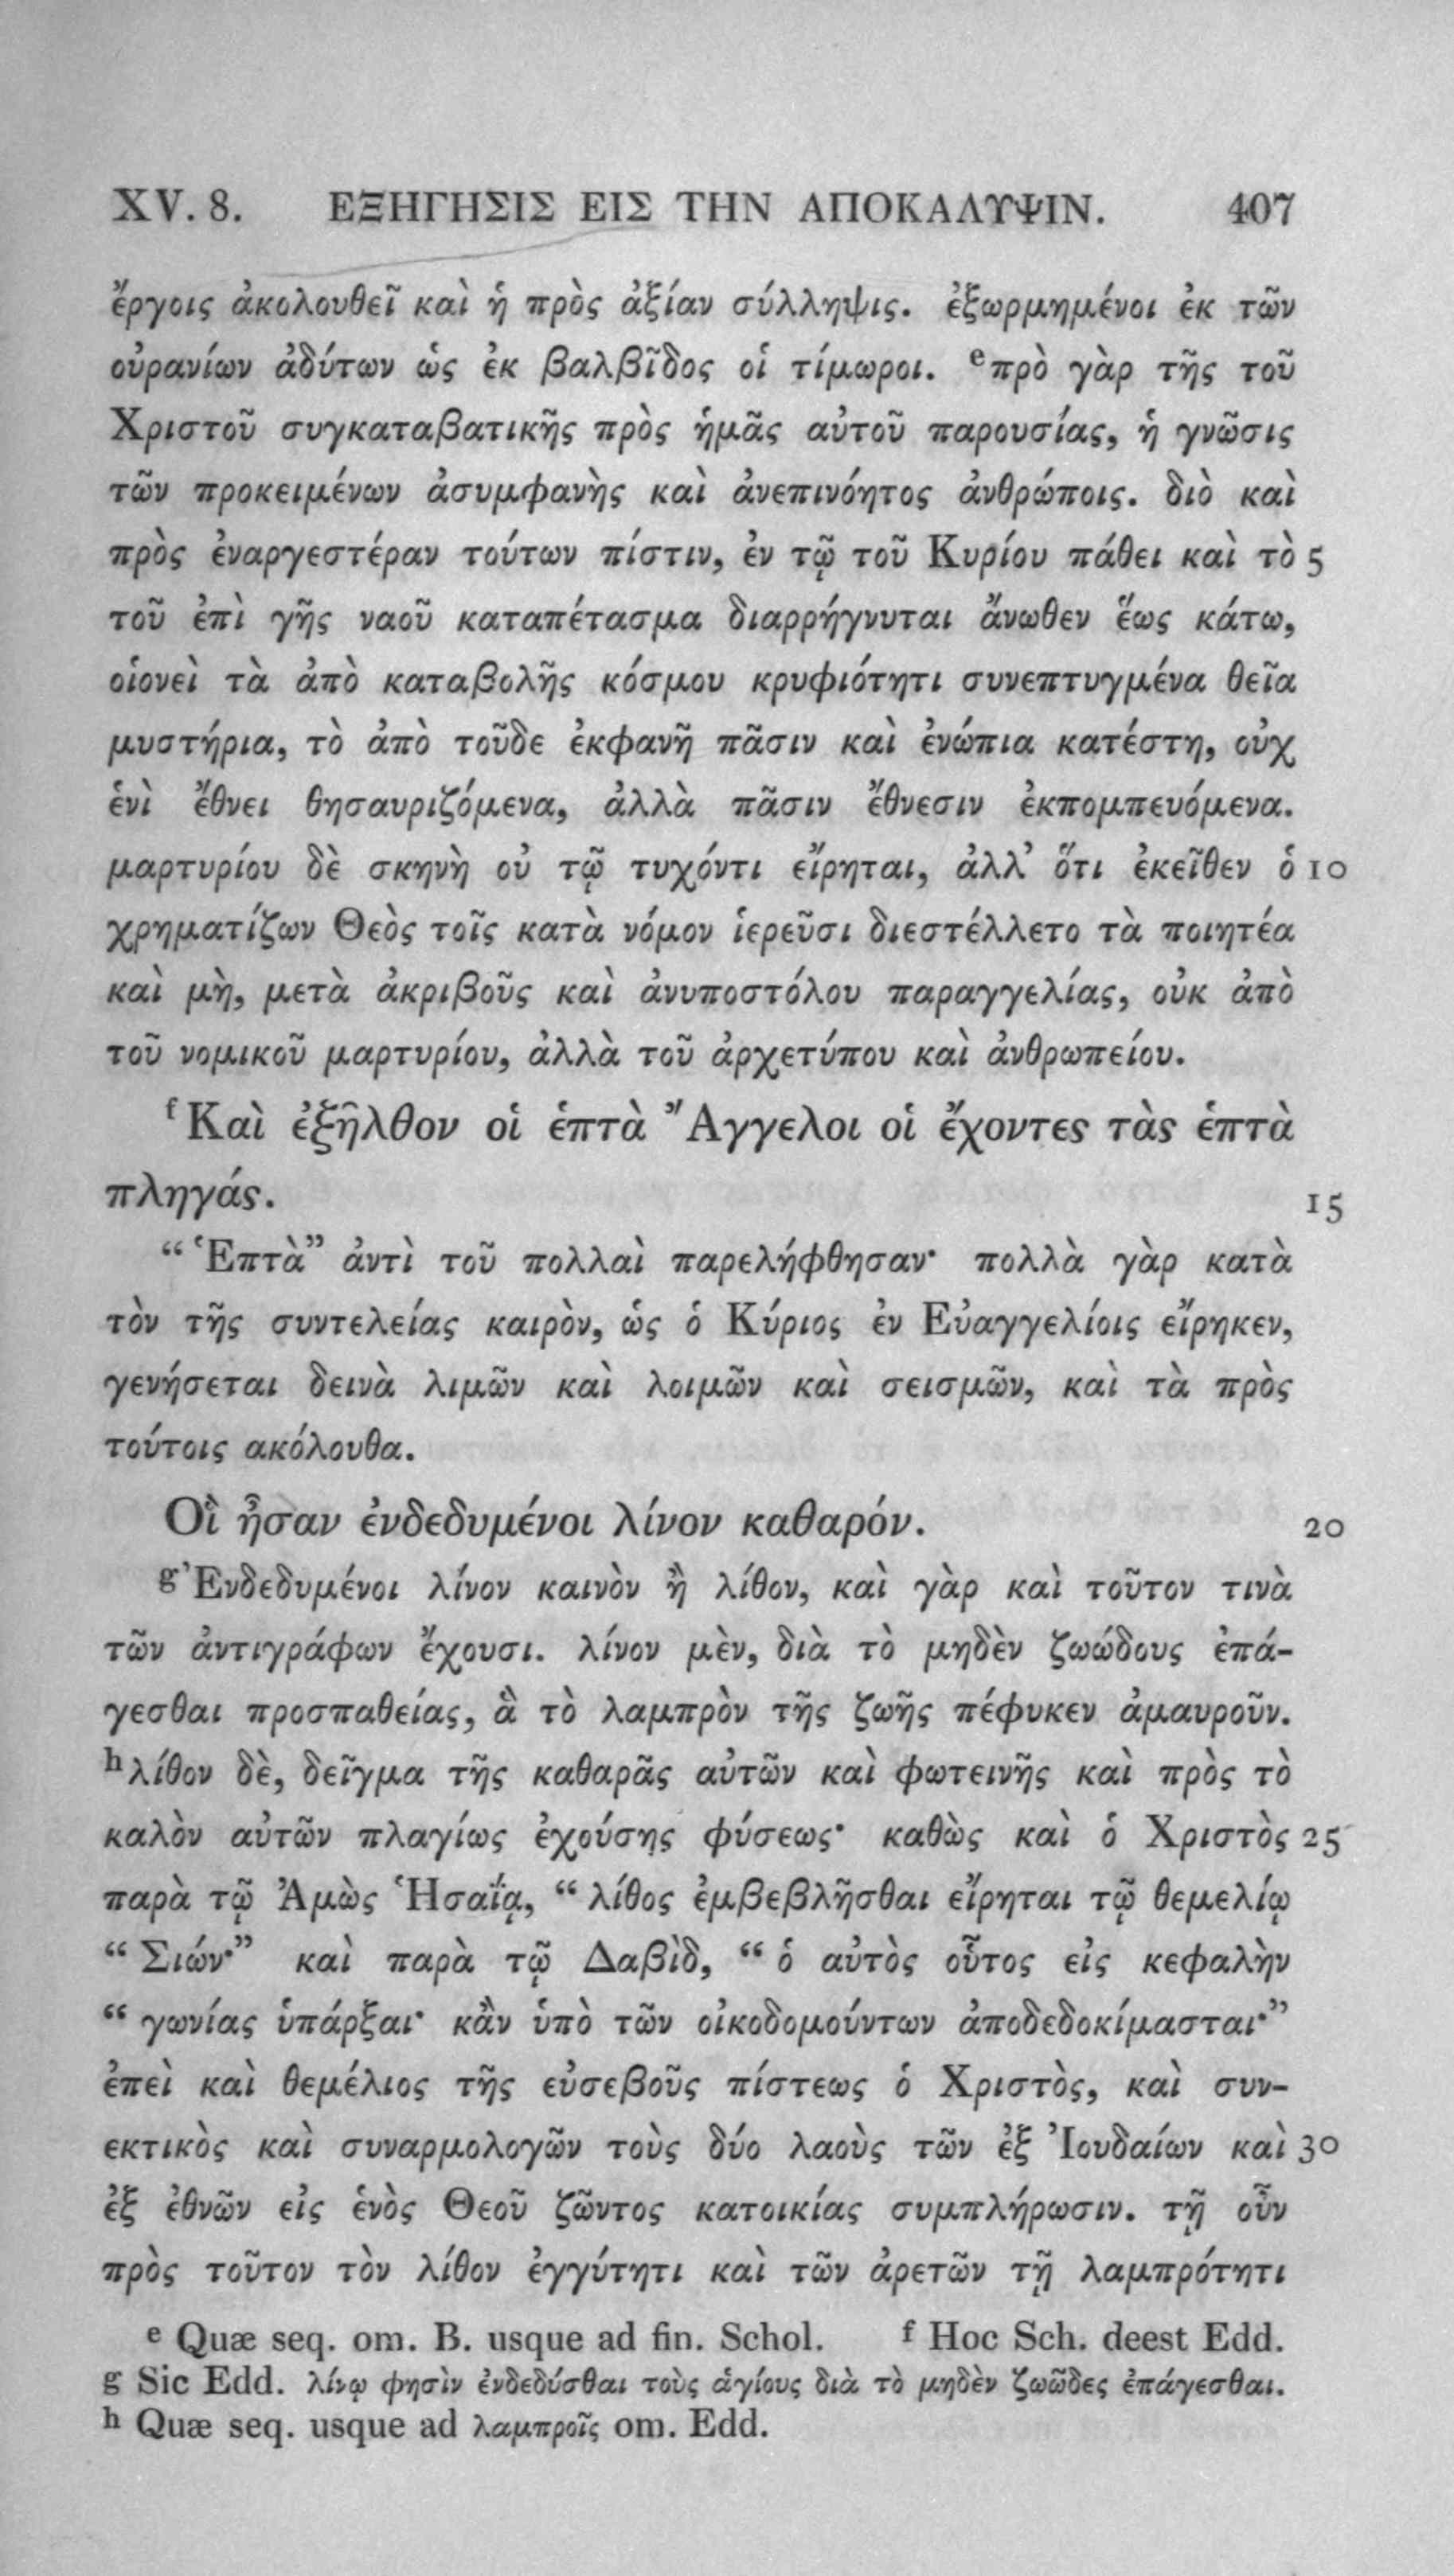 XV. 8. ΕΞΗΓΗΣΙΣ ΕΙΣ ΤΗΝ ΑΠΟΚΑΛΥΨΙΝ. 407
ἔργοις ἀκολουθεῖ καὶ ἡ πρὸς ἀξίαν σύλληψις. ἐξωρμημένοι ἐκ τῶν
οὐρανίων ἀδύτων ὡς ἐκ βαλβῖδος οἱ τίμωροι. ᵉπρὸ γὰρ τῆς τοῦ
Χριστοῦ συγκαταβατικῆς πρὸς ἡμᾶς αὐτοῦ παρουσίας, ἡ γνῶσις
τῶν προκειμένων ἀσυμφανὴς καὶ ἀνεπινόητος ἀνθρώποις. διὸ καὶ
πρὸς ἐναργεστέραν τούτων πίστιν, ἐν τῷ τοῦ Κυρίου πάθει καὶ τὸ 5
τοῦ ἐπὶ γῆς ναοῦ καταπέτασμα διαρρήγνυται ἄνωθεν ἕως κάτω,
οἱονεὶ τὰ ἀπὸ καταβολῆς κόσμου κρυφιότητι συνεπτυγμένα θεῖα
μυστήρια, τὸ ἀπὸ τοῦδε ἐκφανῆ πᾶσιν καὶ ἐνώπια κατέστη, οὐχ
ἑνὶ ἔθνει θησαυριζόμενα, ἀλλὰ πᾶσιν ἔθνεσιν ἐκπομπευόμενα.
μαρτυρίου δὲ σκηνὴ οὐ τῷ τυχόντι εἴρηται, ἀλλ’ ὅτι ἐκεῖθεν ὁ 10
χρηματίζων Θεὸς τοῖς κατὰ νόμον ἱερεῦσι διεστέλλετο τὰ ποιητέα
καὶ μὴ, μετὰ ἀκριβοῦς καὶ ἀνυποστόλου παραγγελίας, οὐκ ἀπὸ
τοῦ νομικοῦ μαρτυρίου, ἀλλὰ τοῦ ἀρχετύπου καὶ ἀνθρωπείου.
ᶠΚαὶ ἐξῆλθον οἱ ἑπτὰ Ἄγγελοι οἱ ἔχοντες τὰς ἑπτὰ
πληγάς. 15
“Ἑπτὰ” ἀντὶ τοῦ πολλαὶ παρελήφθησαν· πολλὰ γὰρ κατὰ
τὸν τῆς συντελείας καιρὸν, ὡς ὁ Κύριος ἐν Εὐαγγελίοις εἴρηκεν,
γενήσεται δεινὰ λιμῶν καὶ λοιμῶν καὶ σεισμῶν, καὶ τὰ πρὸς
τούτοις ακόλουθα.
Οἳ ἦσαν ἐνδεδυμένοι λίνον καθαρόν. 20
ᵍἘνδεδυμένοι λίνον καινὸν ἢ λίθον, καὶ γὰρ καὶ τοῦτον τινὰ
τῶν ἀντιγράφων ἔχουσι. λίνον μὲν, διὰ τὸ μηδὲν ζωώδους ἐπά-
γεσθαι προσπαθείας, ἃ τὸ λαμπρὸν τῆς ζωῆς πέφυκεν ἀμαυροῦν.
ʰλίθον δὲ, δεῖγμα τῆς καθαρᾶς αὐτῶν καὶ φωτεινῆς καὶ πρὸς τὸ
καλὸν αὐτῶν πλαγίως ἐχούσης φύσεως· καθὼς καὶ ὁ Χριστὸς 25
παρὰ τῷ Ἀμὼς Ἡσαΐᾳ, “ λίθος ἐμβεβλῆσθαι εἴρηται τῷ θεμελίῳ
“ Σιών·” καὶ παρὰ τῷ Δαβὶδ, “ ὁ αὐτὸς οὗτος εἰς κεφαλὴν
“ γωνίας ὑπάρξαι· κἂν ὑπὸ τῶν οἰκοδομούντων ἀποδεδοκίμασται·”
ἐπεὶ καὶ θεμέλιος τῆς εὐσεβοῦς πίστεως ὁ Χριστὸς, καὶ συν-
εκτικὸς καὶ συναρμολογῶν τοὺς δύο λαοὺς τῶν ἐξ Ἰουδαίων καὶ 30
ἐξ ἐθνῶν εἰς ἑνὸς Θεοῦ ζῶντος κατοικίας συμπλήρωσιν. τῇ οὖν
πρὸς τοῦτον τὸν λίθον ἐγγύτητι καὶ τῶν ἀρετῶν τῇ λαμπρότητι
ᵉ Quæ seq. om. B. usque ad fin. Schol. ᶠ Hoc Sch. deest Edd.
ᵍ Sic Edd. λίνῳ φησὶν ἐνδεδύσθαι τοὺς ἁγίους διὰ τὸ μηδὲν ζωῶδες ἐπάγεσθαι.
ʰ Quæ seq. usque ad λαμπροῖς om. Edd.